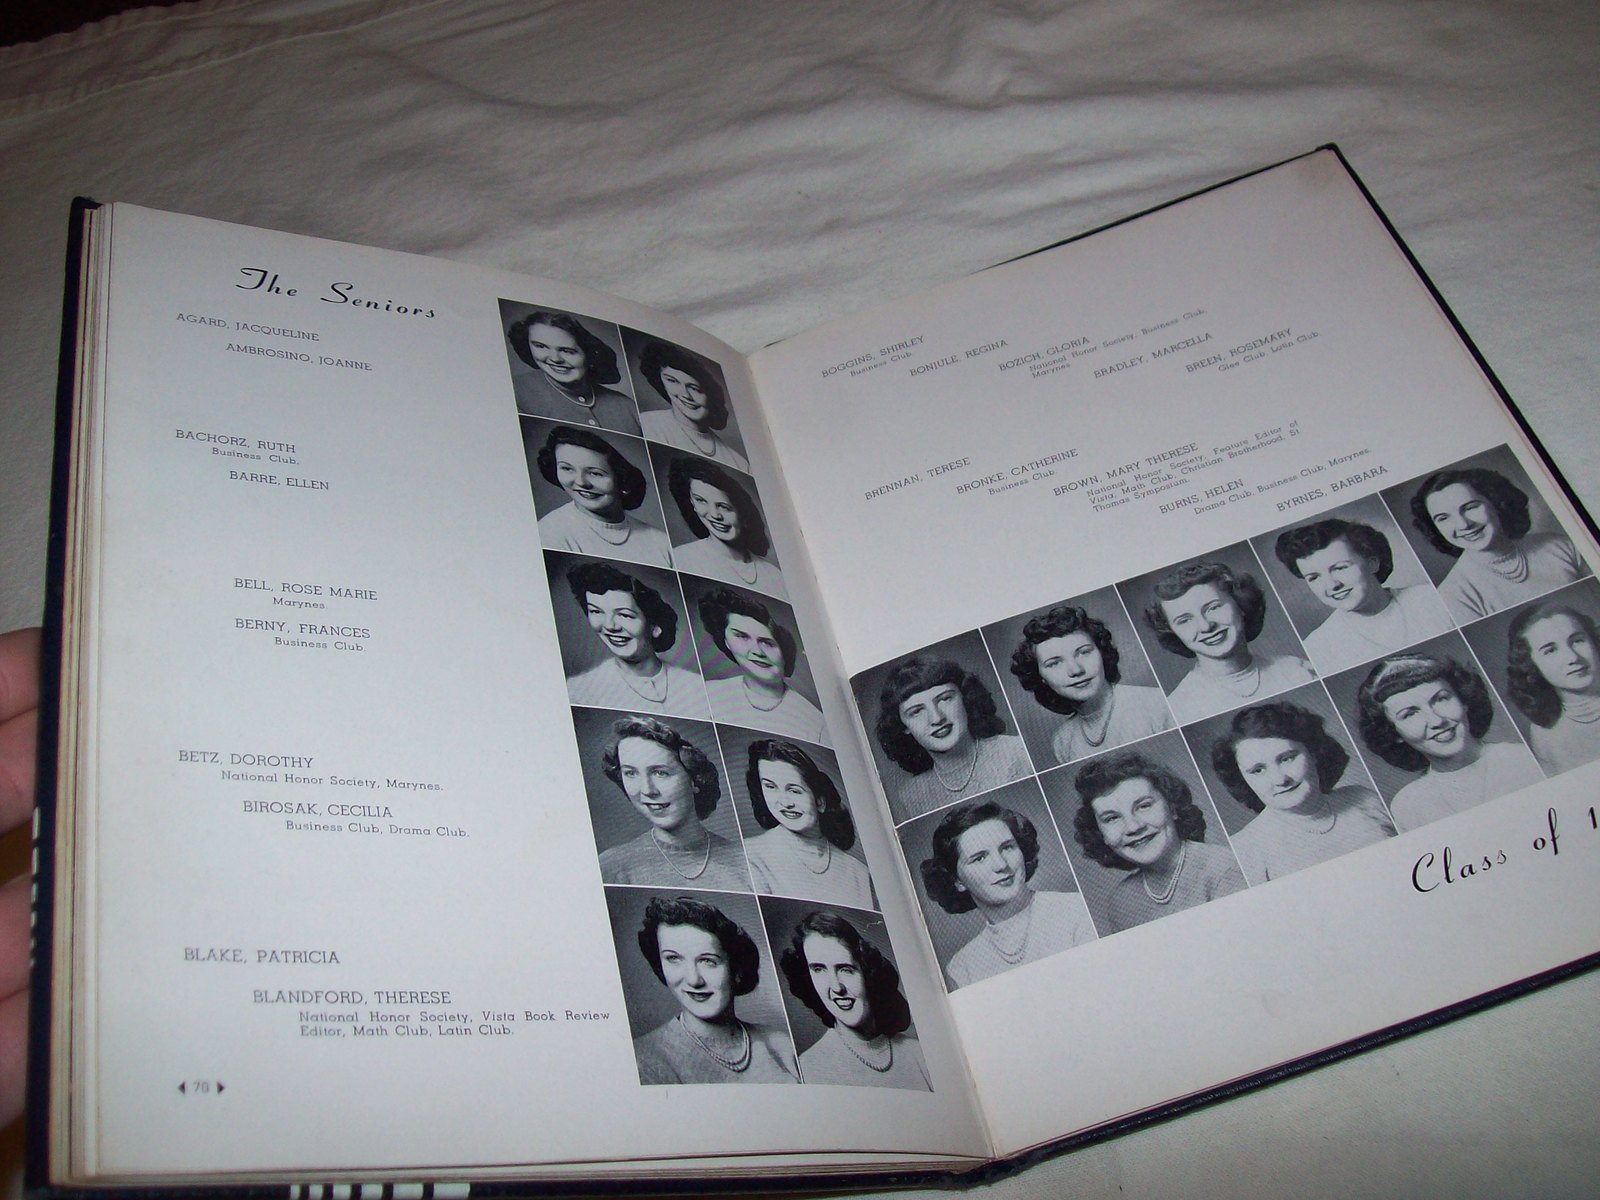 The Seniors
AGARD, JACQUELINE
AMBROSINO, JOANNE
BACHORZ, RUTH
Business Club.
BARRE, ELLEN
BELL, ROSE MARIE
Marynes.
BERNY, FRANCES
Business Club.
BETZ, DOROTHY
National Honor Society, Marynes.
BIROSAK, CECILIA
Business Club, Drama Club.
BLAKE, PATRICIA
BLANDFORD, THERESE
National Honor Society, Vista Book Review
Editor, Math Club, Latin Club.
70
BOGGINS, SHIRLEY
Business Club.
BONIULE, REGINA
BOZICH, GLORIA
National Honor Society, Business Club,
Marynes
BRADLEY, MARCELLA
BREEN, ROSEMARY
Glee Club, Latin Club.
BRENNAN, TERESE
BRONKE, CATHERINE
Business Club.
BROWN, MARY THERESE
National Honor Society, Feature Editor of
Vista, Math Club, Christian Brotherhood, St.
Thomas Symposium.
BURNS, HELEN
Drama Club, Business Club, Marynes.
BYRNES, BARBARA
Class of 1